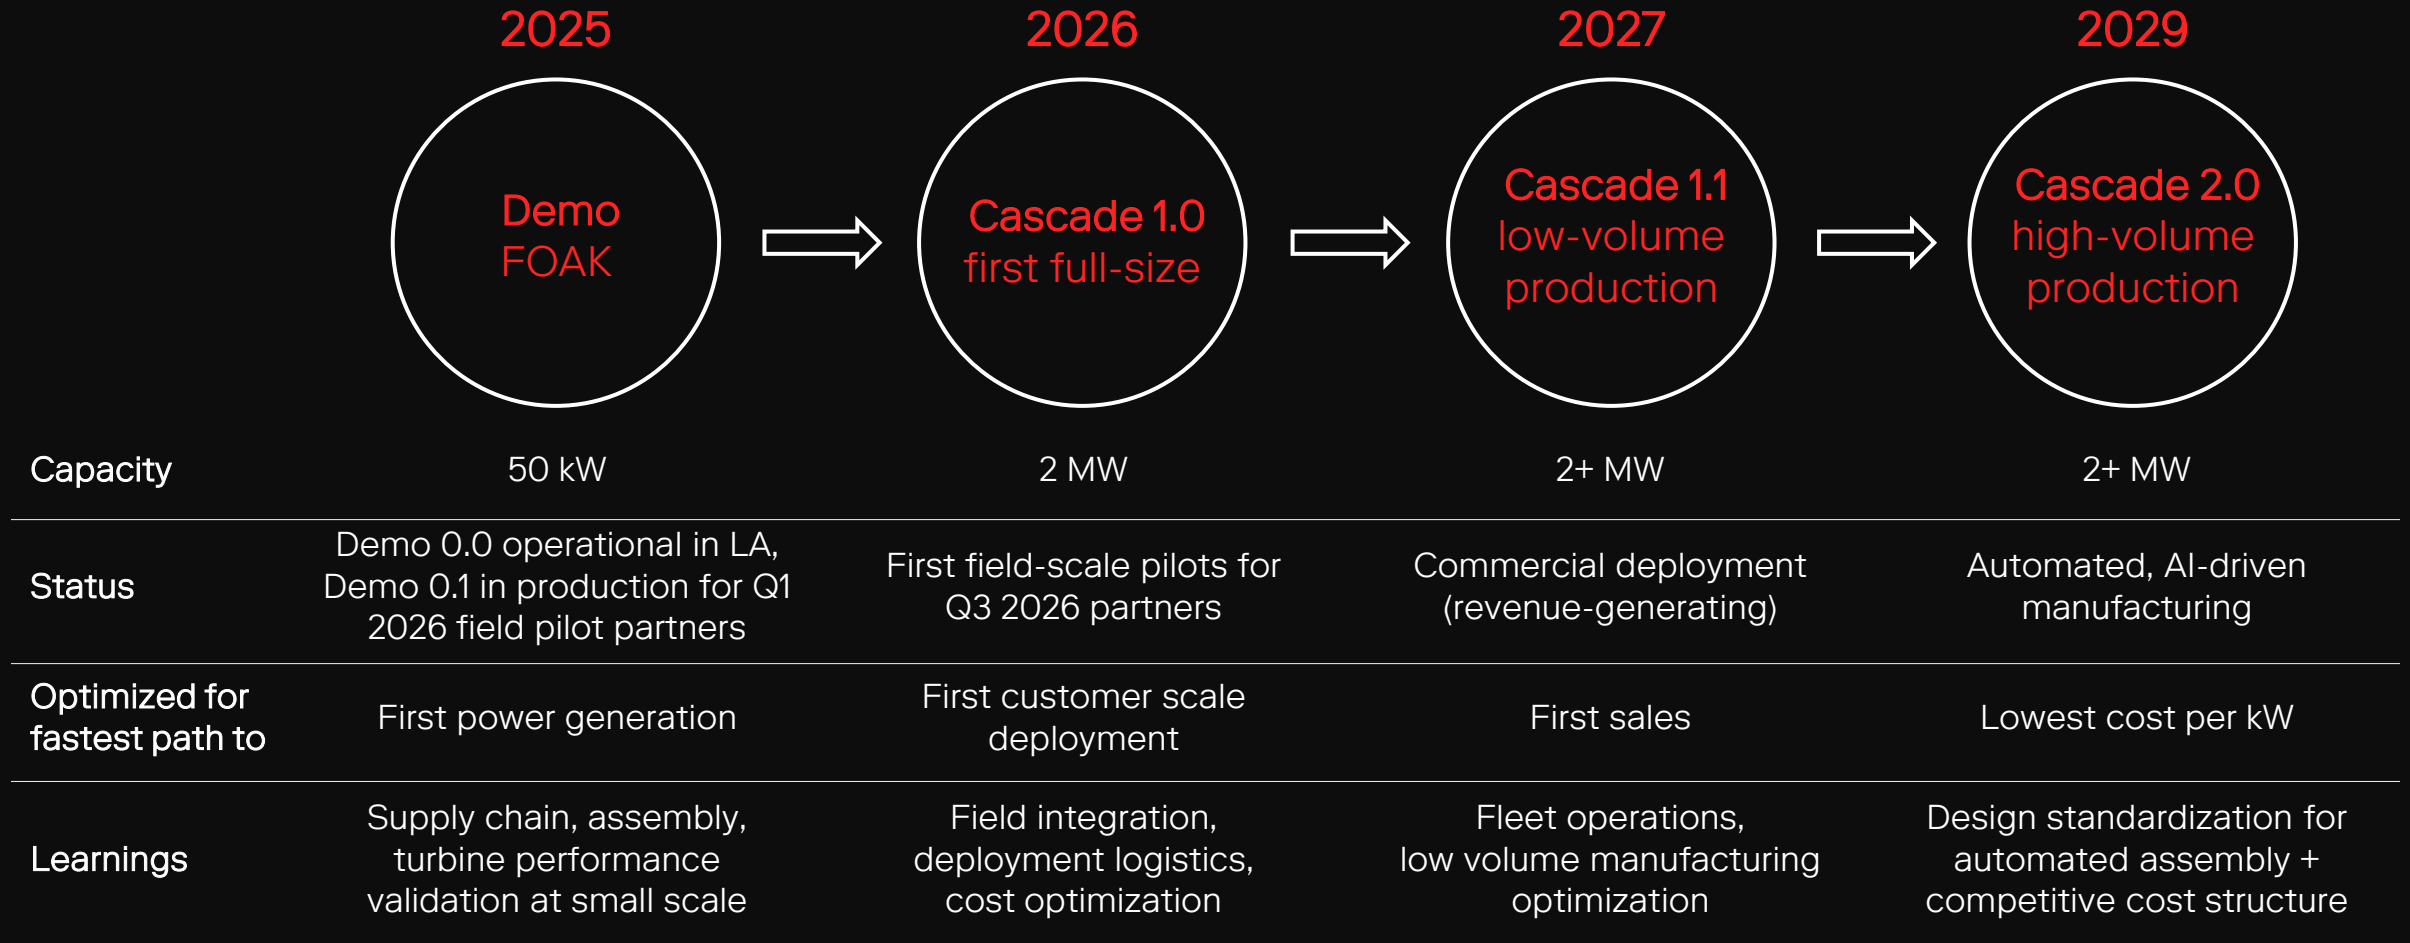 2025
2026
2027
2029
Demo
FOAK
Cascade 1.0
first full-size
Cascade 1.1
low-volume
production
Cascade 2.0
high-volume
production
Capacity
50 kW
2 MW
2+ MW
2+ MW
Status
Demo 0.0 operational in LA,
Demo 0.1 in production for Q1
2026 field pilot partners
First field-scale pilots for
Q3 2026 partners
Commercial deployment
(revenue-generating)
Automated, AI-driven
manufacturing
Optimized for
fastest path to
First power generation
First customer scale
deployment
First sales
Lowest cost per kW
Learnings
Supply chain, assembly,
turbine performance
validation at small scale
Field integration,
deployment logistics,
cost optimization
Fleet operations,
low volume manufacturing
optimization
Design standardization for
automated assembly +
competitive cost structure